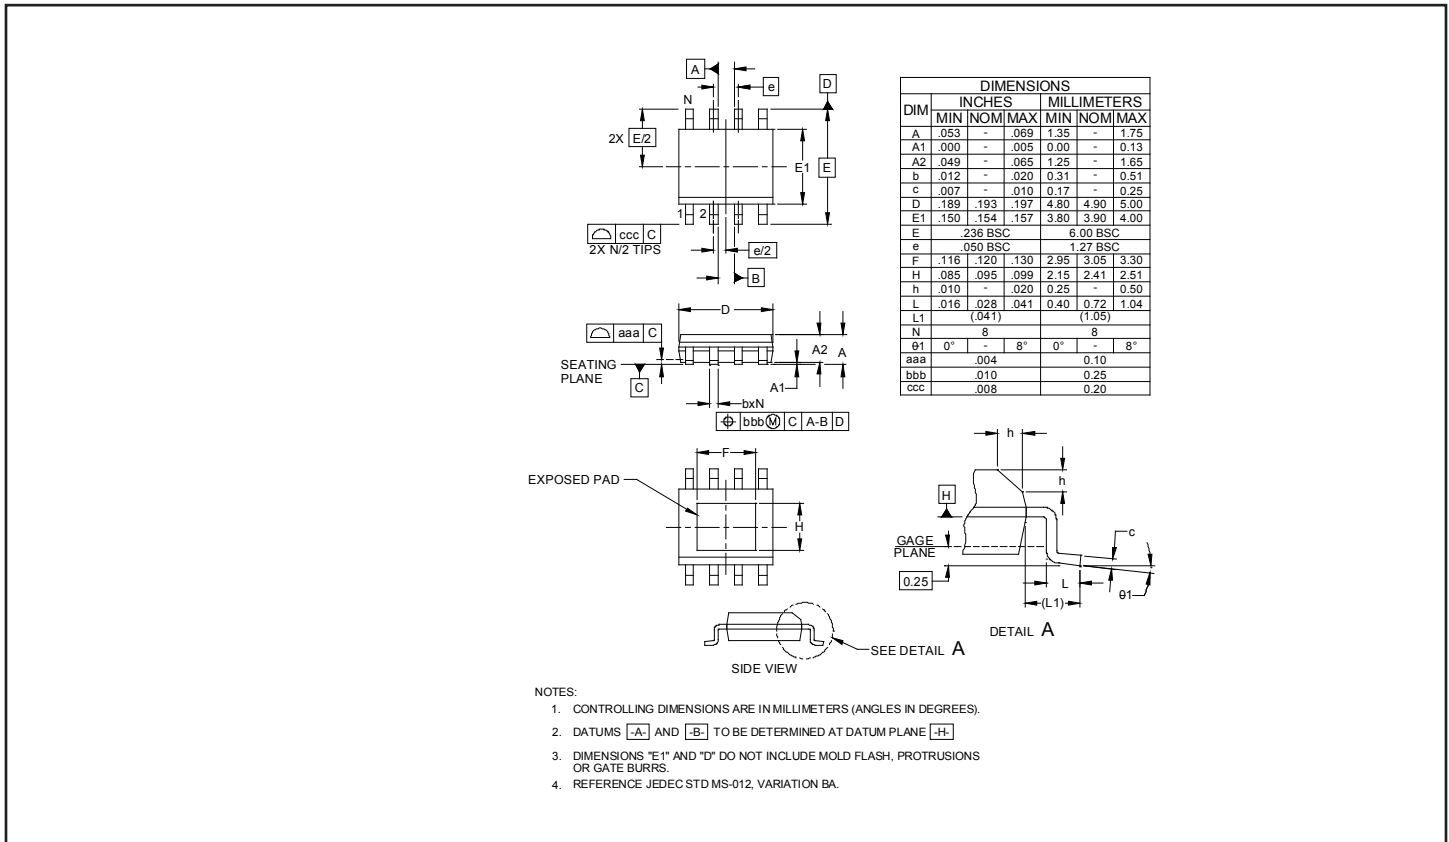 A
e
D
N
2X E/2
E1
E
1 2
ccc C
2X N/2 TIPS
e/2
B
DIMENSIONS
DIM INCHES MILLIMETERS
MIN NOM MAX MIN NOM MAX
A .053 - .069 1.35 - 1.75
A1 .000 - .005 0.00 - 0.13
A2 .049 - .065 1.25 - 1.65
b .012 - .020 0.31 - 0.51
c .007 - .010 0.17 - 0.25
D .189 .193 .197 4.80 4.90 5.00
E1 .150 .154 .157 3.80 3.90 4.00
E .236 BSC 6.00 BSC
e .050 BSC 1.27 BSC
F .116 .120 .130 2.95 3.05 3.30
H .085 .095 .099 2.15 2.41 2.51
h .010 - .020 0.25 - 0.50
L .016 .028 .041 0.40 0.72 1.04
L1 (.041) (1.05)
N 8 8
θ1 0° - 8° 0° - 8°
aaa .004 0.10
bbb .010 0.25
ccc .008 0.20
D
aaa C
A2 A
SEATING
PLANE
C
A1
bxN
bbb Ⓜ C A-B D
F
EXPOSED PAD
H
h
h
H
GAGE
PLANE
0.25
c
L
(L1)
θ1
DETAIL A
SEE DETAIL A
SIDE VIEW
NOTES:
1. CONTROLLING DIMENSIONS ARE IN MILLIMETERS (ANGLES IN DEGREES).
2. DATUMS -A- AND -B- TO BE DETERMINED AT DATUM PLANE -H-
3. DIMENSIONS "E1" AND "D" DO NOT INCLUDE MOLD FLASH, PROTRUSIONS
OR GATE BURRS.
4. REFERENCE JEDEC STD MS-012, VARIATION BA.